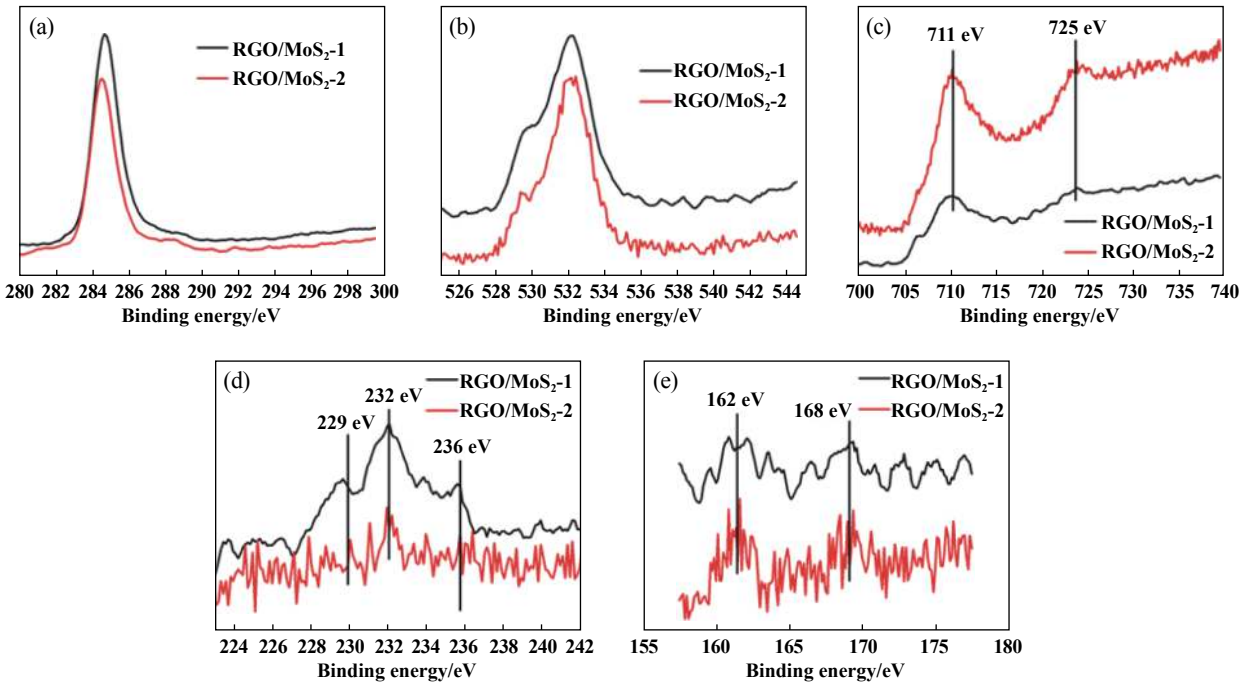 (a)
RGO/MoS₂-1
RGO/MoS₂-2
280 282 284 286 288 290 292 294 296 298 300
Binding energy/eV
(b)
RGO/MoS₂-1
RGO/MoS₂-2
526 528 530 532 534 536 538 540 542 544
Binding energy/eV
(c)
711 eV
725 eV
RGO/MoS₂-1
RGO/MoS₂-2
700 705 710 715 720 725 730 735 740
Binding energy/eV
(d)
RGO/MoS₂-1
232 eV
RGO/MoS₂-2
229 eV
236 eV
224 226 228 230 232 234 236 238 240 242
Binding energy/eV
(e)
RGO/MoS₂-1
162 eV
168 eV
RGO/MoS₂-2
155 160 165 170 175 180
Binding energy/eV